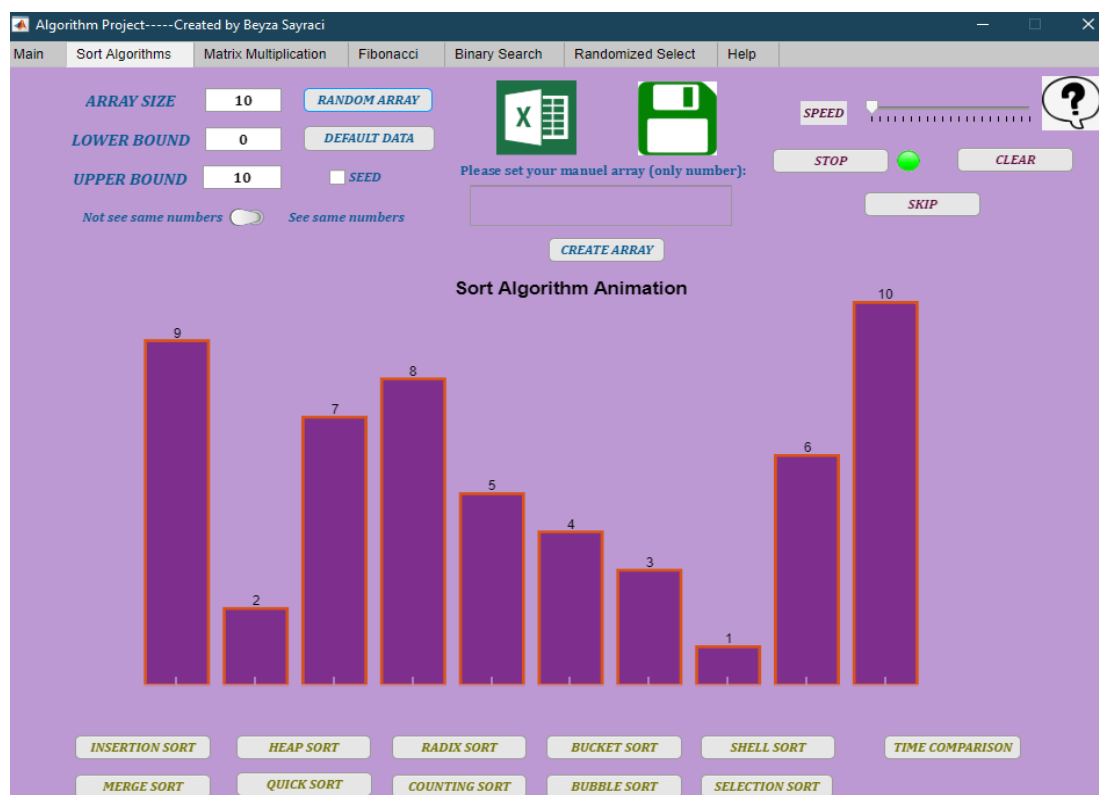 Algorithm Project-----Created by Beyza Sayraci
Main Sort Algorithms Matrix Multiplication Fibonacci Binary Search Randomized Select Help
ARRAY SIZE 10 RANDOM ARRAY
LOWER BOUND 0 DEFAULT DATA
UPPER BOUND 10 SEED
Not see same numbers See same numbers
X
Please set your manuel array (only number):
CREATE ARRAY
SPEED ?
STOP CLEAR
SKIP
Sort Algorithm Animation
9 2 7 8 5 4 3 1 6 10
INSERTION SORT HEAP SORT RADIX SORT BUCKET SORT SHELL SORT TIME COMPARISON
MERGE SORT QUICK SORT COUNTING SORT BUBBLE SORT SELECTION SORT